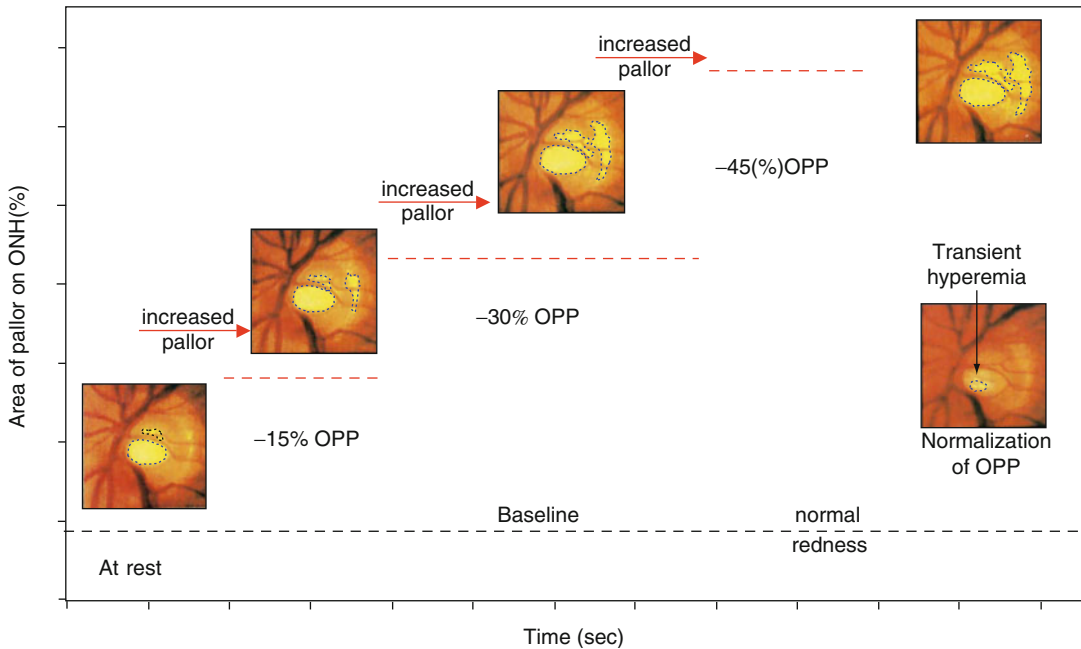 increased
pallor
increased
pallor
–45(%)OPP
increased
pallor
–30% OPP
–15% OPP
Transient
hyperemia
Normalization
of OPP
Baseline
normal
redness
At rest
Area of pallor on ONH(%)
Time (sec)